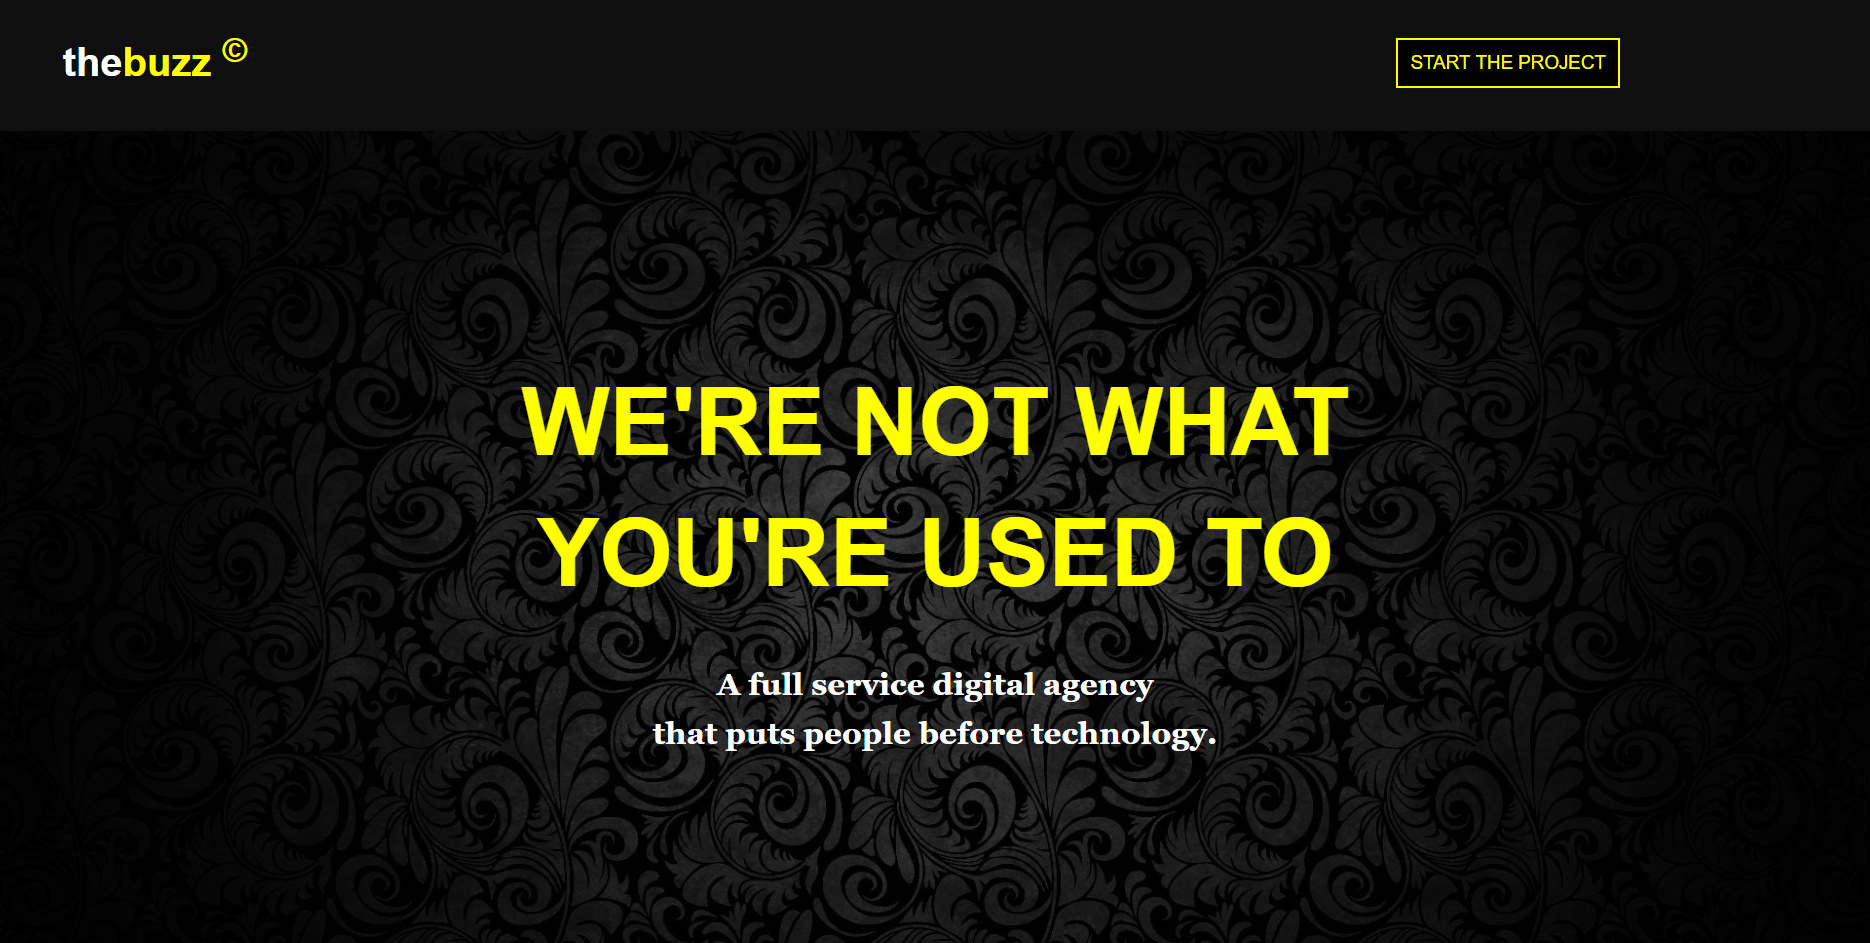 thebuzz ©
START THE PROJECT
WE'RE NOT WHAT
YOU'RE USED TO
A full service digital agency
that puts people before technology.